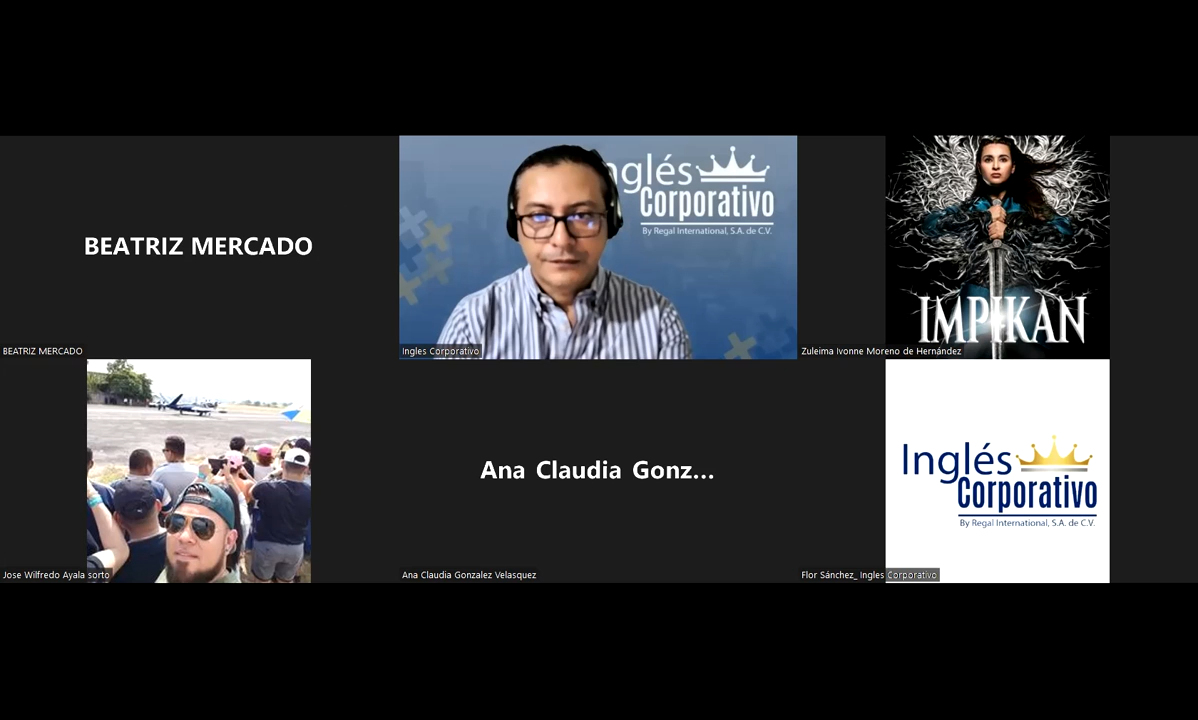 BEATRIZ MERCADO
BEATRIZ MERCADO
nglés
Corporativo
By Regal International, S.A. de C.V.
Ingles Corporativo
IMPIKAN
Zuleima Ivonne Moreno de Hernández
Jose Wilfredo Ayala sorto
Ana Claudia Gonz...
Ana Claudia Gonzalez Velasquez
Inglés
Corporativo
By Regal International, S.A. de C.V.
Flor Sánchez_ Ingles Corporativo